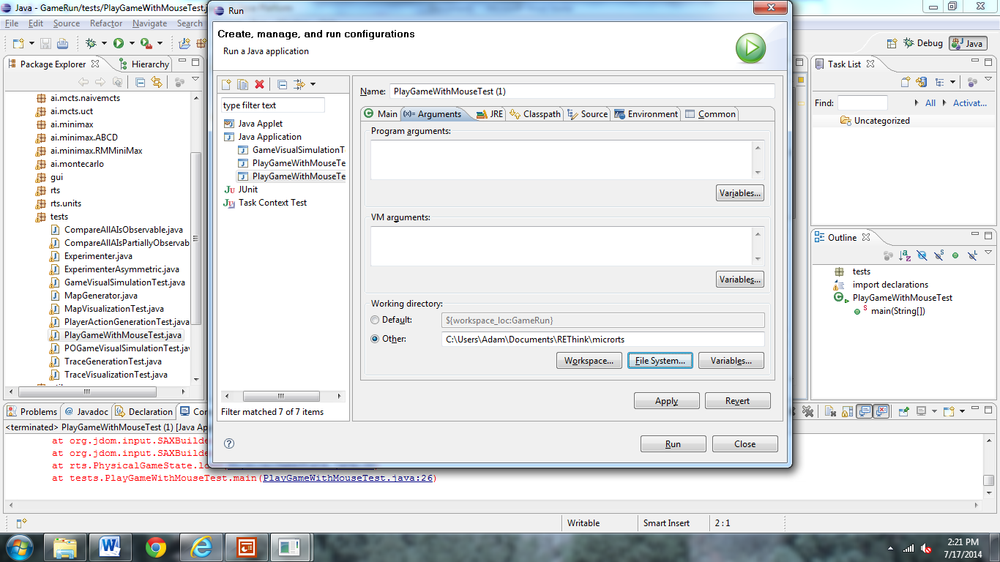 Java - GameRun/tests/PlayGameWithMouseTest.j
File Edit Source Refactor Navigate Search
Debug
Java
Package Explorer
Hierarchy
ai.mcts.naivemcts
ai.mcts.uct
ai.minimax
ai.minimax.ABCD
ai.minimax.RMMiniMax
ai.montecarlo
gui
rts
rts.units
tests
CompareAllAIsObservable.java
CompareAllAIsPartiallyObservab
Experimenter.java
ExperimenterAsymmetric.java
GameVisualSimulationTest.java
MapGenerator.java
MapVisualizationTest.java
PlayerActionGenerationTest.java
PlayGameWithMouseTest.java
POGameVisualSimulationTest.java
TraceGenerationTest.java
TraceVisualizationTest.java
Run
Create, manage, and run configurations
Run a Java application
type filter text
Java Applet
Java Application
GameVisualSimulationT
PlayGameWithMouseTe
PlayGameWithMouseTe
JUnit
Task Context Test
Filter matched 7 of 7 items
Name: PlayGameWithMouseTest (1)
Main (x)= Arguments JRE Classpath Source Environment Common
Program arguments:
Variables...
VM arguments:
Variables...
Working directory:
Default: ${workspace_loc:GameRun}
Other: C:\Users\Adam\Documents\REThink\microrts
Workspace... File System... Variables...
Apply Revert
Run Close
Task List
Find: All Activat...
Uncategorized
Outline
tests
import declarations
PlayGameWithMouseTest
main(String[])
Problems Javadoc Declaration Con
<terminated> PlayGameWithMouseTest (1) [Java Ap
at org.jdom.input.SAXBuilde
at org.jdom.input.SAXBuilde
at rts.PhysicalGameState.lo
at tests.PlayGameWithMouseTest.main(PlayGameWithMouseTest.java:26)
Writable Smart Insert 2 : 1
2:21 PM
7/17/2014